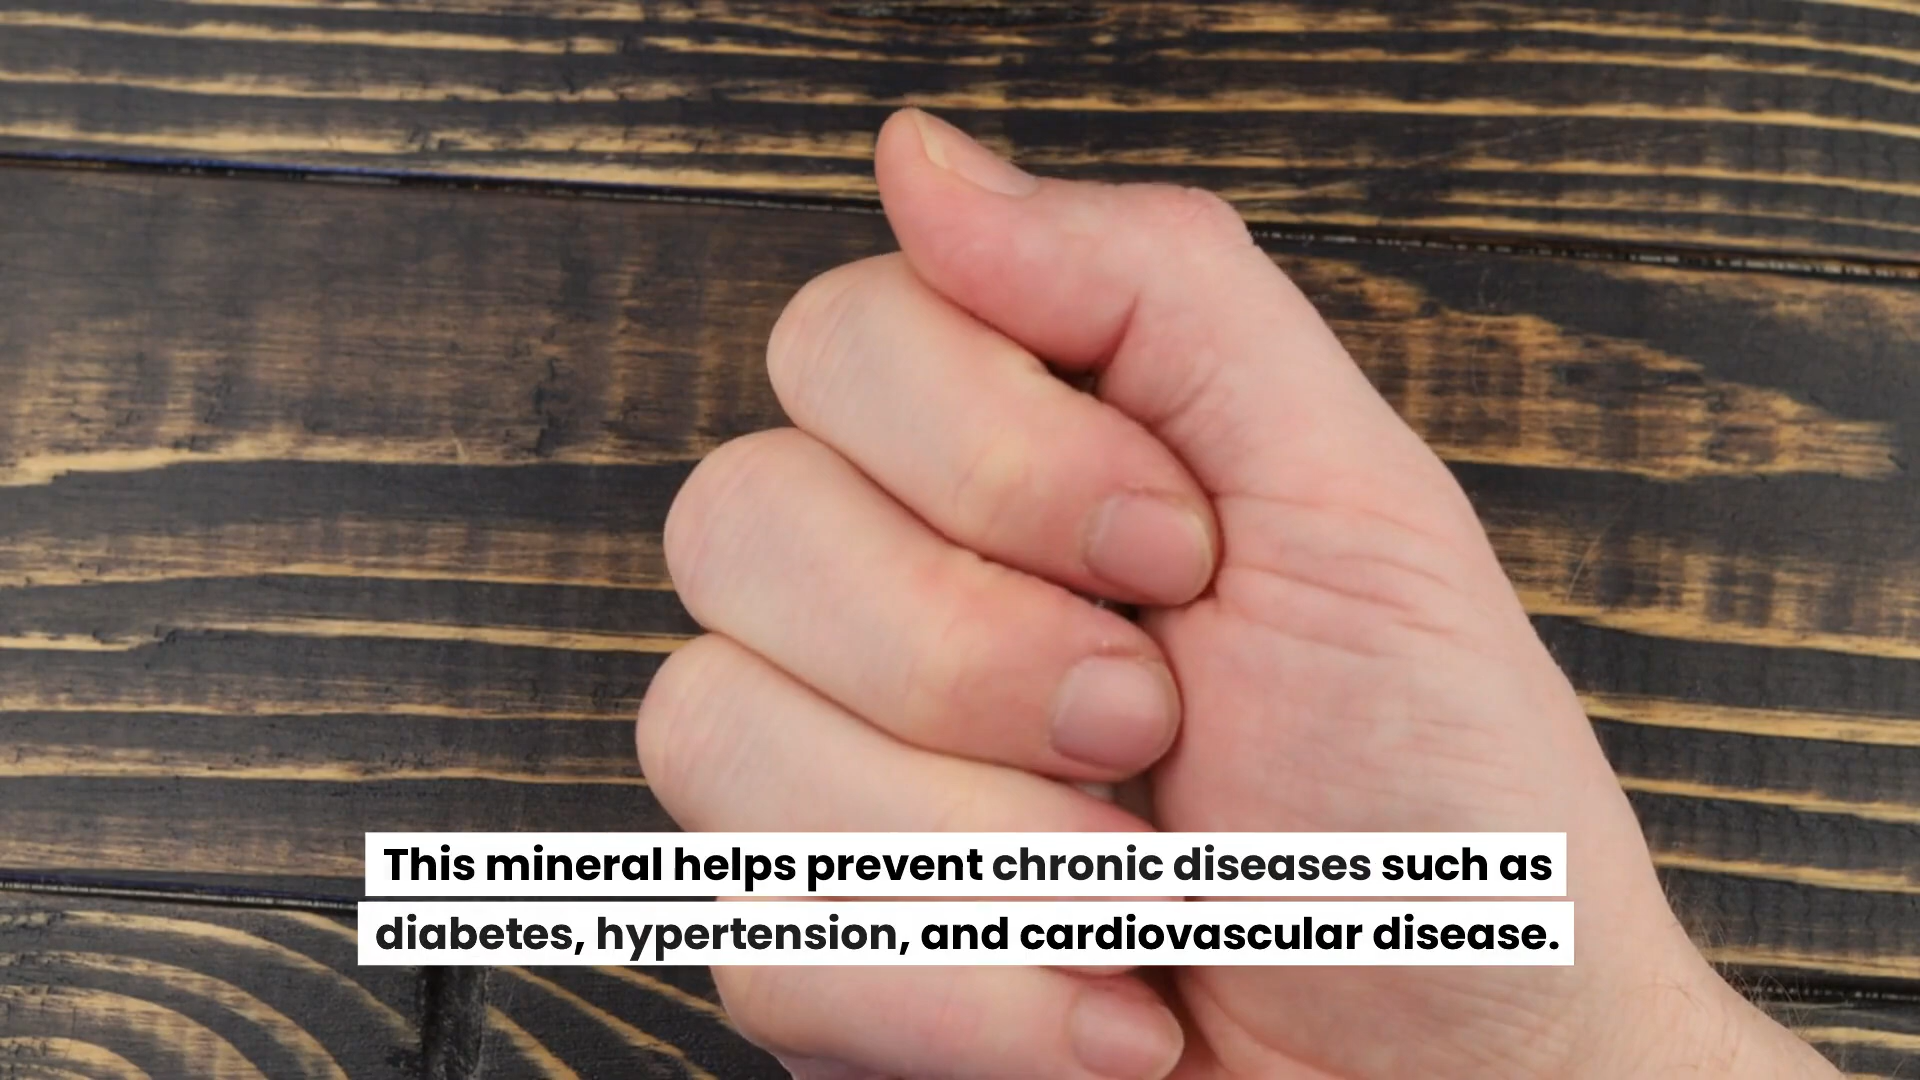 This mineral helps prevent chronic diseases such as
diabetes, hypertension, and cardiovascular disease.